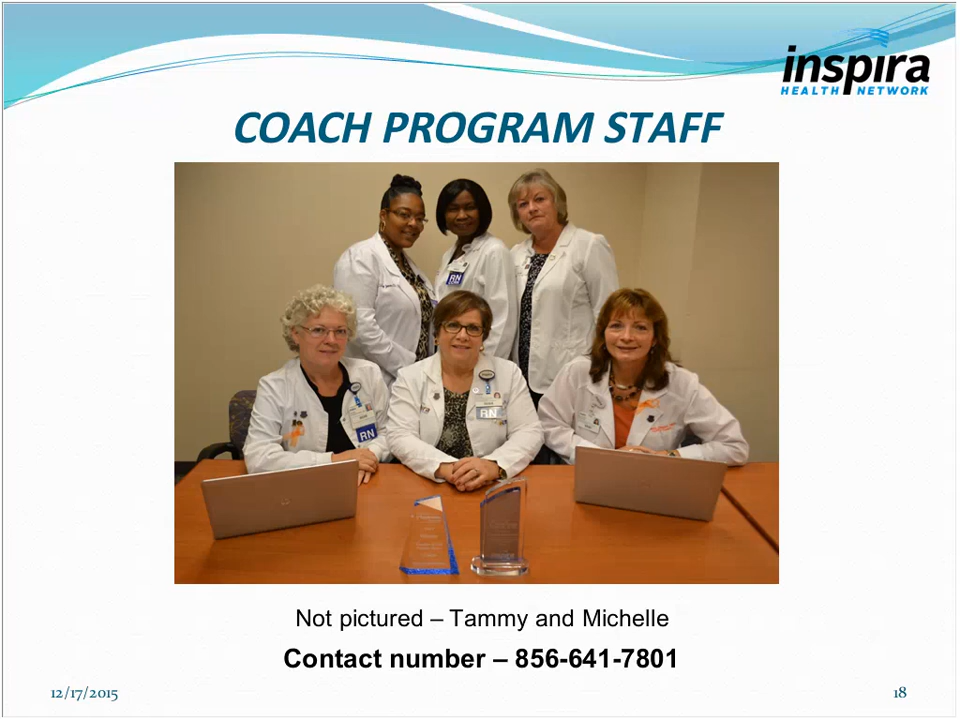 inspira
HEALTH NETWORK
COACH PROGRAM STAFF
RN
RN
RN
Not pictured – Tammy and Michelle
Contact number – 856-641-7801
12/17/2015
18